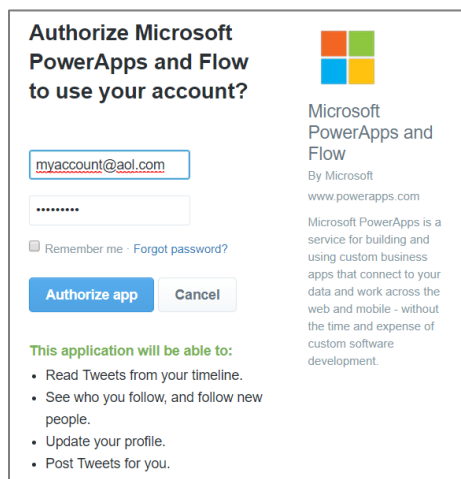 Authorize Microsoft
PowerApps and Flow
to use your account?
myaccount@aol.com
•••••••••
Remember me · Forgot password?
Authorize app
Cancel
This application will be able to:
• Read Tweets from your timeline.
• See who you follow, and follow new
people.
• Update your profile.
• Post Tweets for you.
Microsoft
PowerApps and
Flow
By Microsoft
www.powerapps.com
Microsoft PowerApps is a
service for building and
using custom business
apps that connect to your
data and work across the
web and mobile - without
the time and expense of
custom software
development.